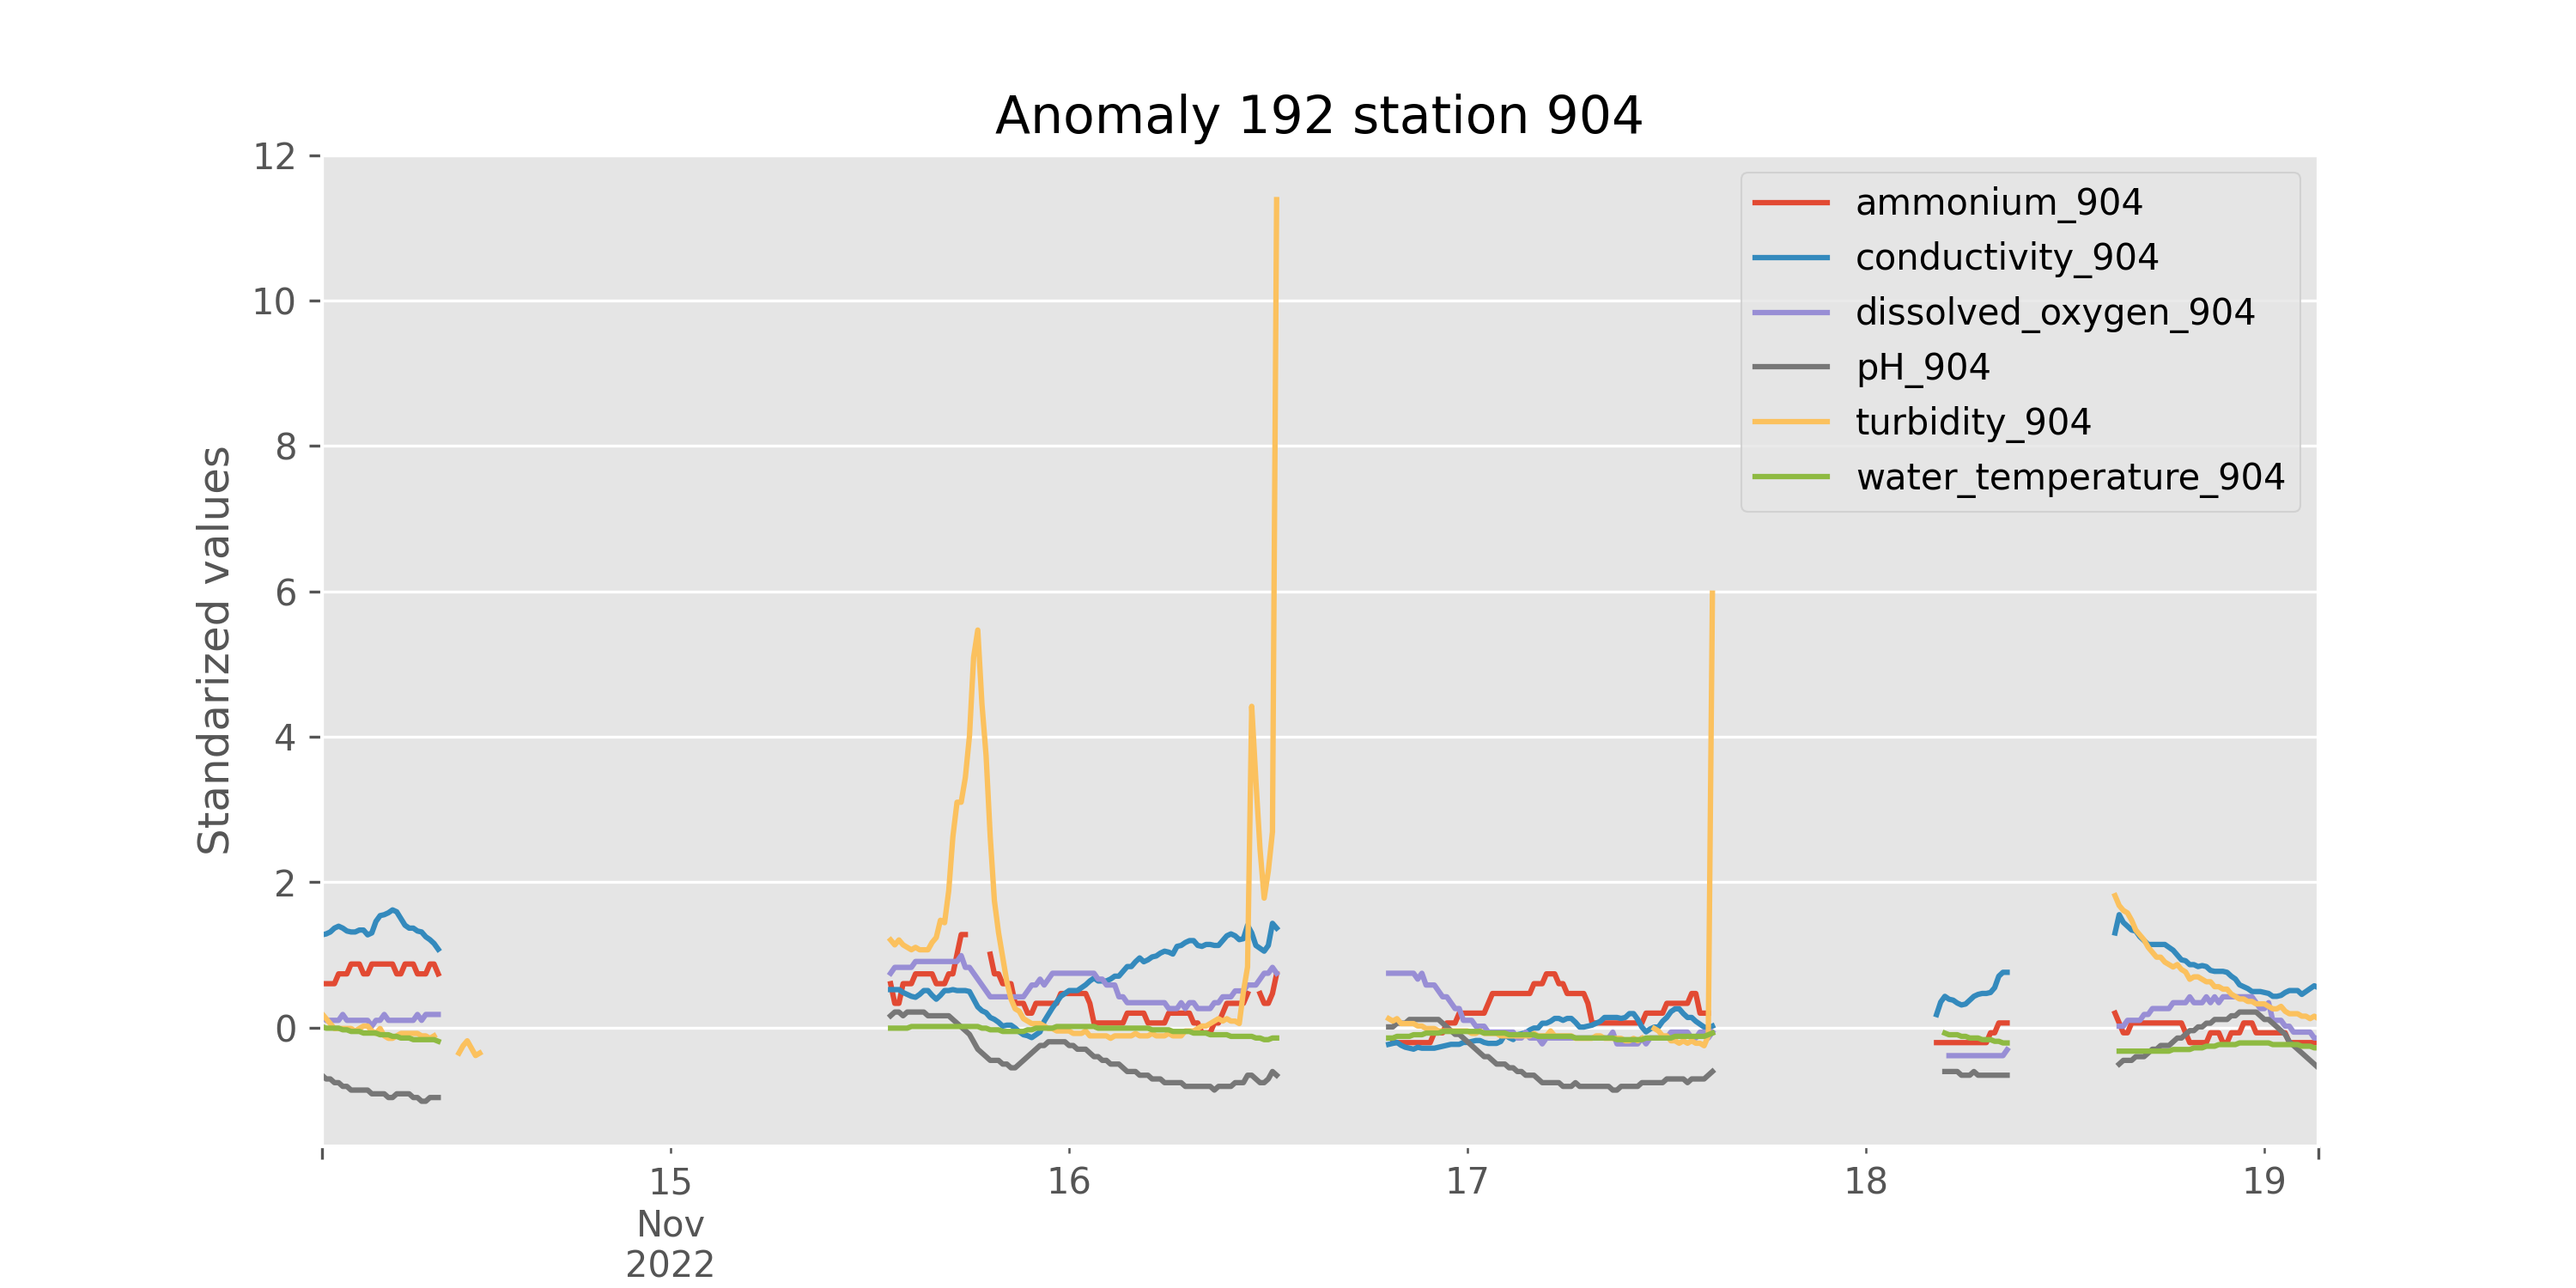 Anomaly 192 station 904
12
10
8
6
4
2
0
Standarized values
ammonium_904
conductivity_904
dissolved_oxygen_904
pH_904
turbidity_904
water_temperature_904
15
16
17
18
19
Nov
2022